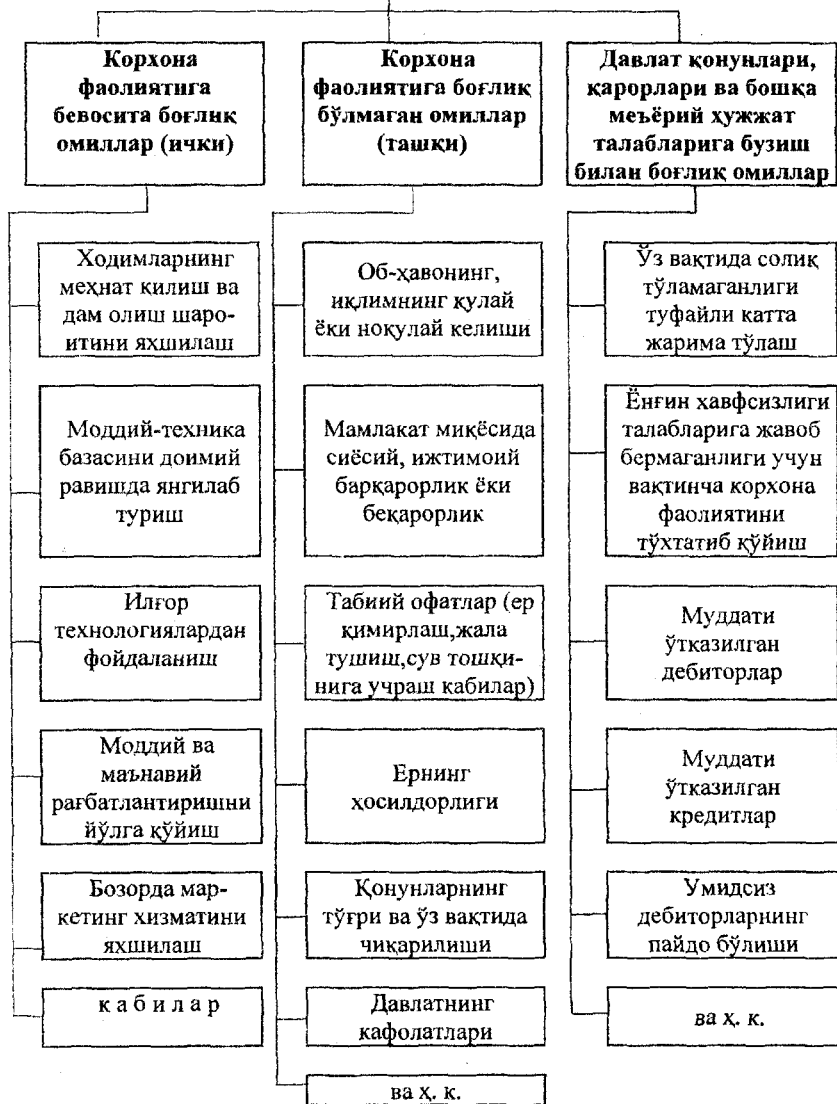 Корхона
фаолиятига
бевосита боғлиқ
омиллар (ички)
Ходимларнинг
меҳнат қилиш ва
дам олиш шаро-
итини яхшилаш
Моддий-техника
базасини доимий
равишда янгилаб
туриш
Илғор
технологиялардан
фойдаланиш
Моддий ва
маънавий
рағбатлантиришни
йўлга қўйиш
Бозорда мар-
кетинг хизматини
яхшилаш
к а б и л а р
Корхона
фаолиятига боғлиқ
бўлмаган омиллар
(ташқи)
Об-ҳавонинг,
иқлимнинг қулай
ёки ноқулай келиши
Мамлакат миқёсида
сиёсий, ижтимоий
барқарорлик ёки
беқарорлик
Табиий офатлар (ер
қимирлаш,жала
тушиш,сув тошқи-
нига учраш кабилар)
Ернинг
ҳосилдорлиги
Қонунларнинг
тўғри ва ўз вақтида
чиқарилиши
Давлатнинг
кафолатлари
ва ҳ. к.
Давлат қонунлари,
қарорлари ва бошқа
меъёрий ҳужжат
талабларига бузиш
билан боғлиқ омиллар
Ўз вақтида солиқ
тўламаганлиги
туфайли катта
жарима тўлаш
Ёнғин хавфсизлиги
талабларига жавоб
бермаганлиги учун
вақтинча корхона
фаолиятини
тўхтатиб қўйиш
Муддати
ўтказилган
дебиторлар
Муддати
ўтказилган
кредитлар
Умидсиз
дебиторларнинг
пайдо бўлиши
ва ҳ. к.